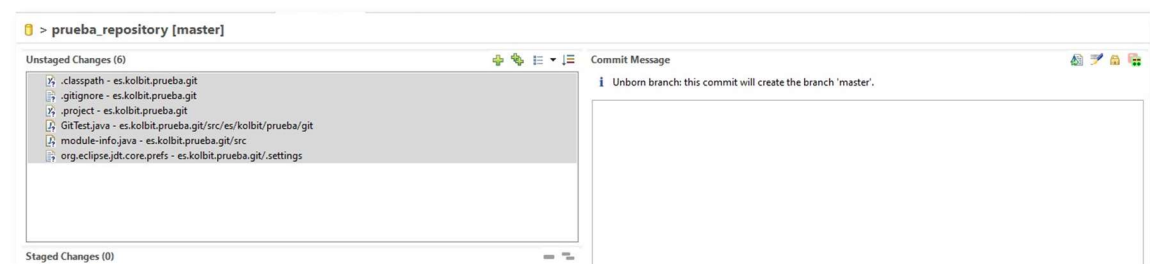 > prueba_repository [master]
Unstaged Changes (6)
.classpath - es.kolbit.prueba.git
.gitignore - es.kolbit.prueba.git
.project - es.kolbit.prueba.git
GitTest.java - es.kolbit.prueba.git/src/es/kolbit/prueba/git
module-info.java - es.kolbit.prueba.git/src
org.eclipse.jdt.core.prefs - es.kolbit.prueba.git/.settings
Staged Changes (0)
Commit Message
Unborn branch: this commit will create the branch 'master'.